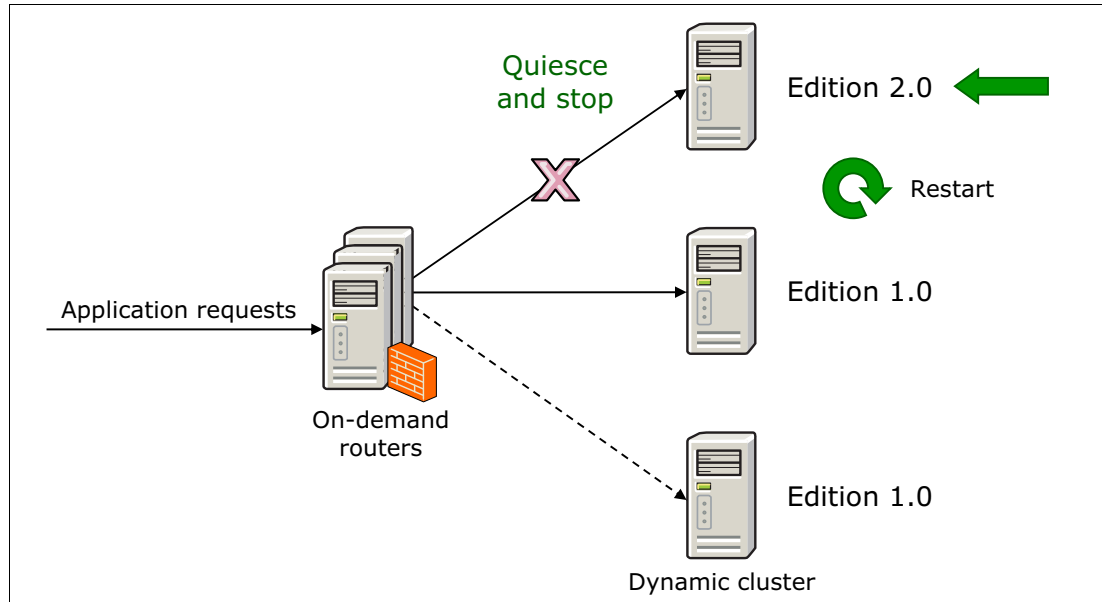 Quiesce
and stop
Edition 2.0
Restart
Application requests
Edition 1.0
On-demand
routers
Edition 1.0
Dynamic cluster